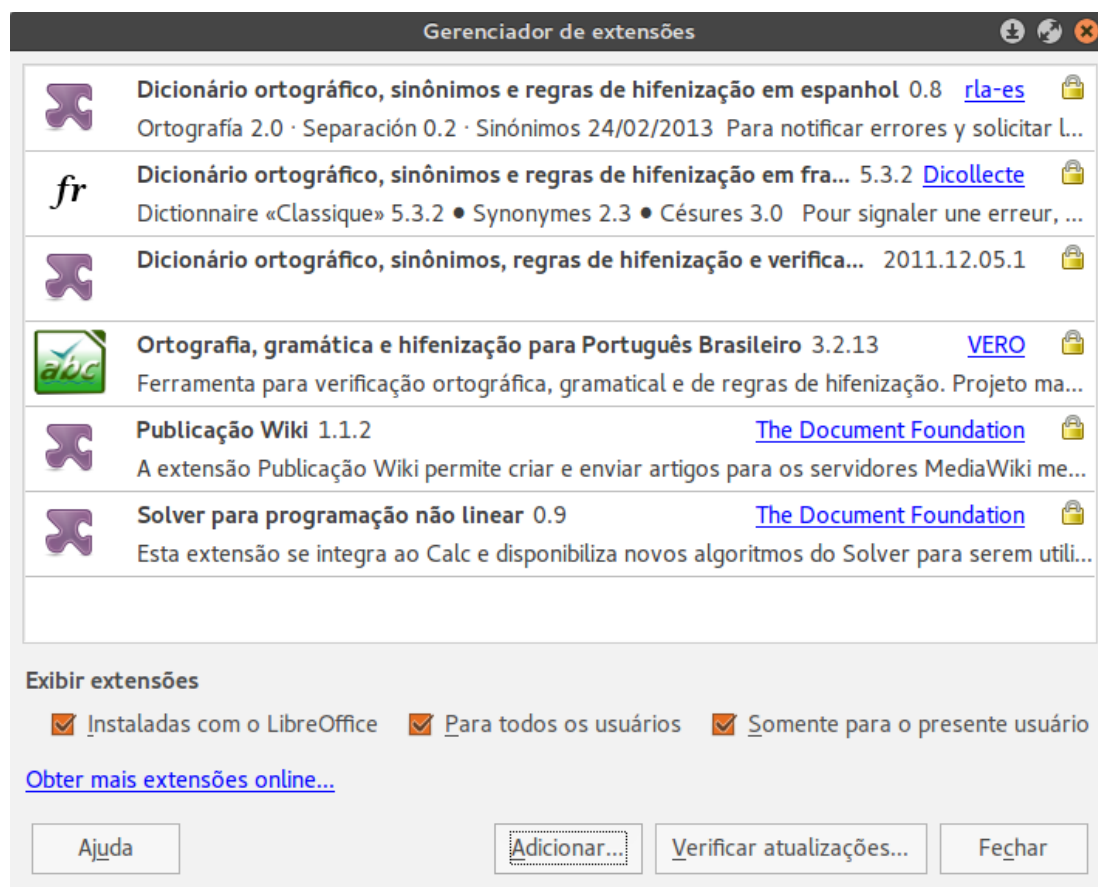 Gerenciador de extensões
Dicionário ortográfico, sinônimos e regras de hifenização em espanhol 0.8 rla-es
Ortografía 2.0 · Separación 0.2 · Sinónimos 24/02/2013 Para notificar errores y solicitar l...
fr Dicionário ortográfico, sinônimos e regras de hifenização em fra... 5.3.2 Dicollecte
Dictionnaire «Classique» 5.3.2 ● Synonymes 2.3 ● Césures 3.0 Pour signaler une erreur, ...
Dicionário ortográfico, sinônimos, regras de hifenização e verifica... 2011.12.05.1
abc Ortografia, gramática e hifenização para Português Brasileiro 3.2.13 VERO
Ferramenta para verificação ortográfica, gramatical e de regras de hifenização. Projeto ma...
Publicação Wiki 1.1.2 The Document Foundation
A extensão Publicação Wiki permite criar e enviar artigos para os servidores MediaWiki me...
Solver para programação não linear 0.9 The Document Foundation
Esta extensão se integra ao Calc e disponibiliza novos algoritmos do Solver para serem utili...
Exibir extensões
Instaladas com o LibreOffice Para todos os usuários Somente para o presente usuário
Obter mais extensões online...
Ajuda Adicionar... Verificar atualizações... Fechar